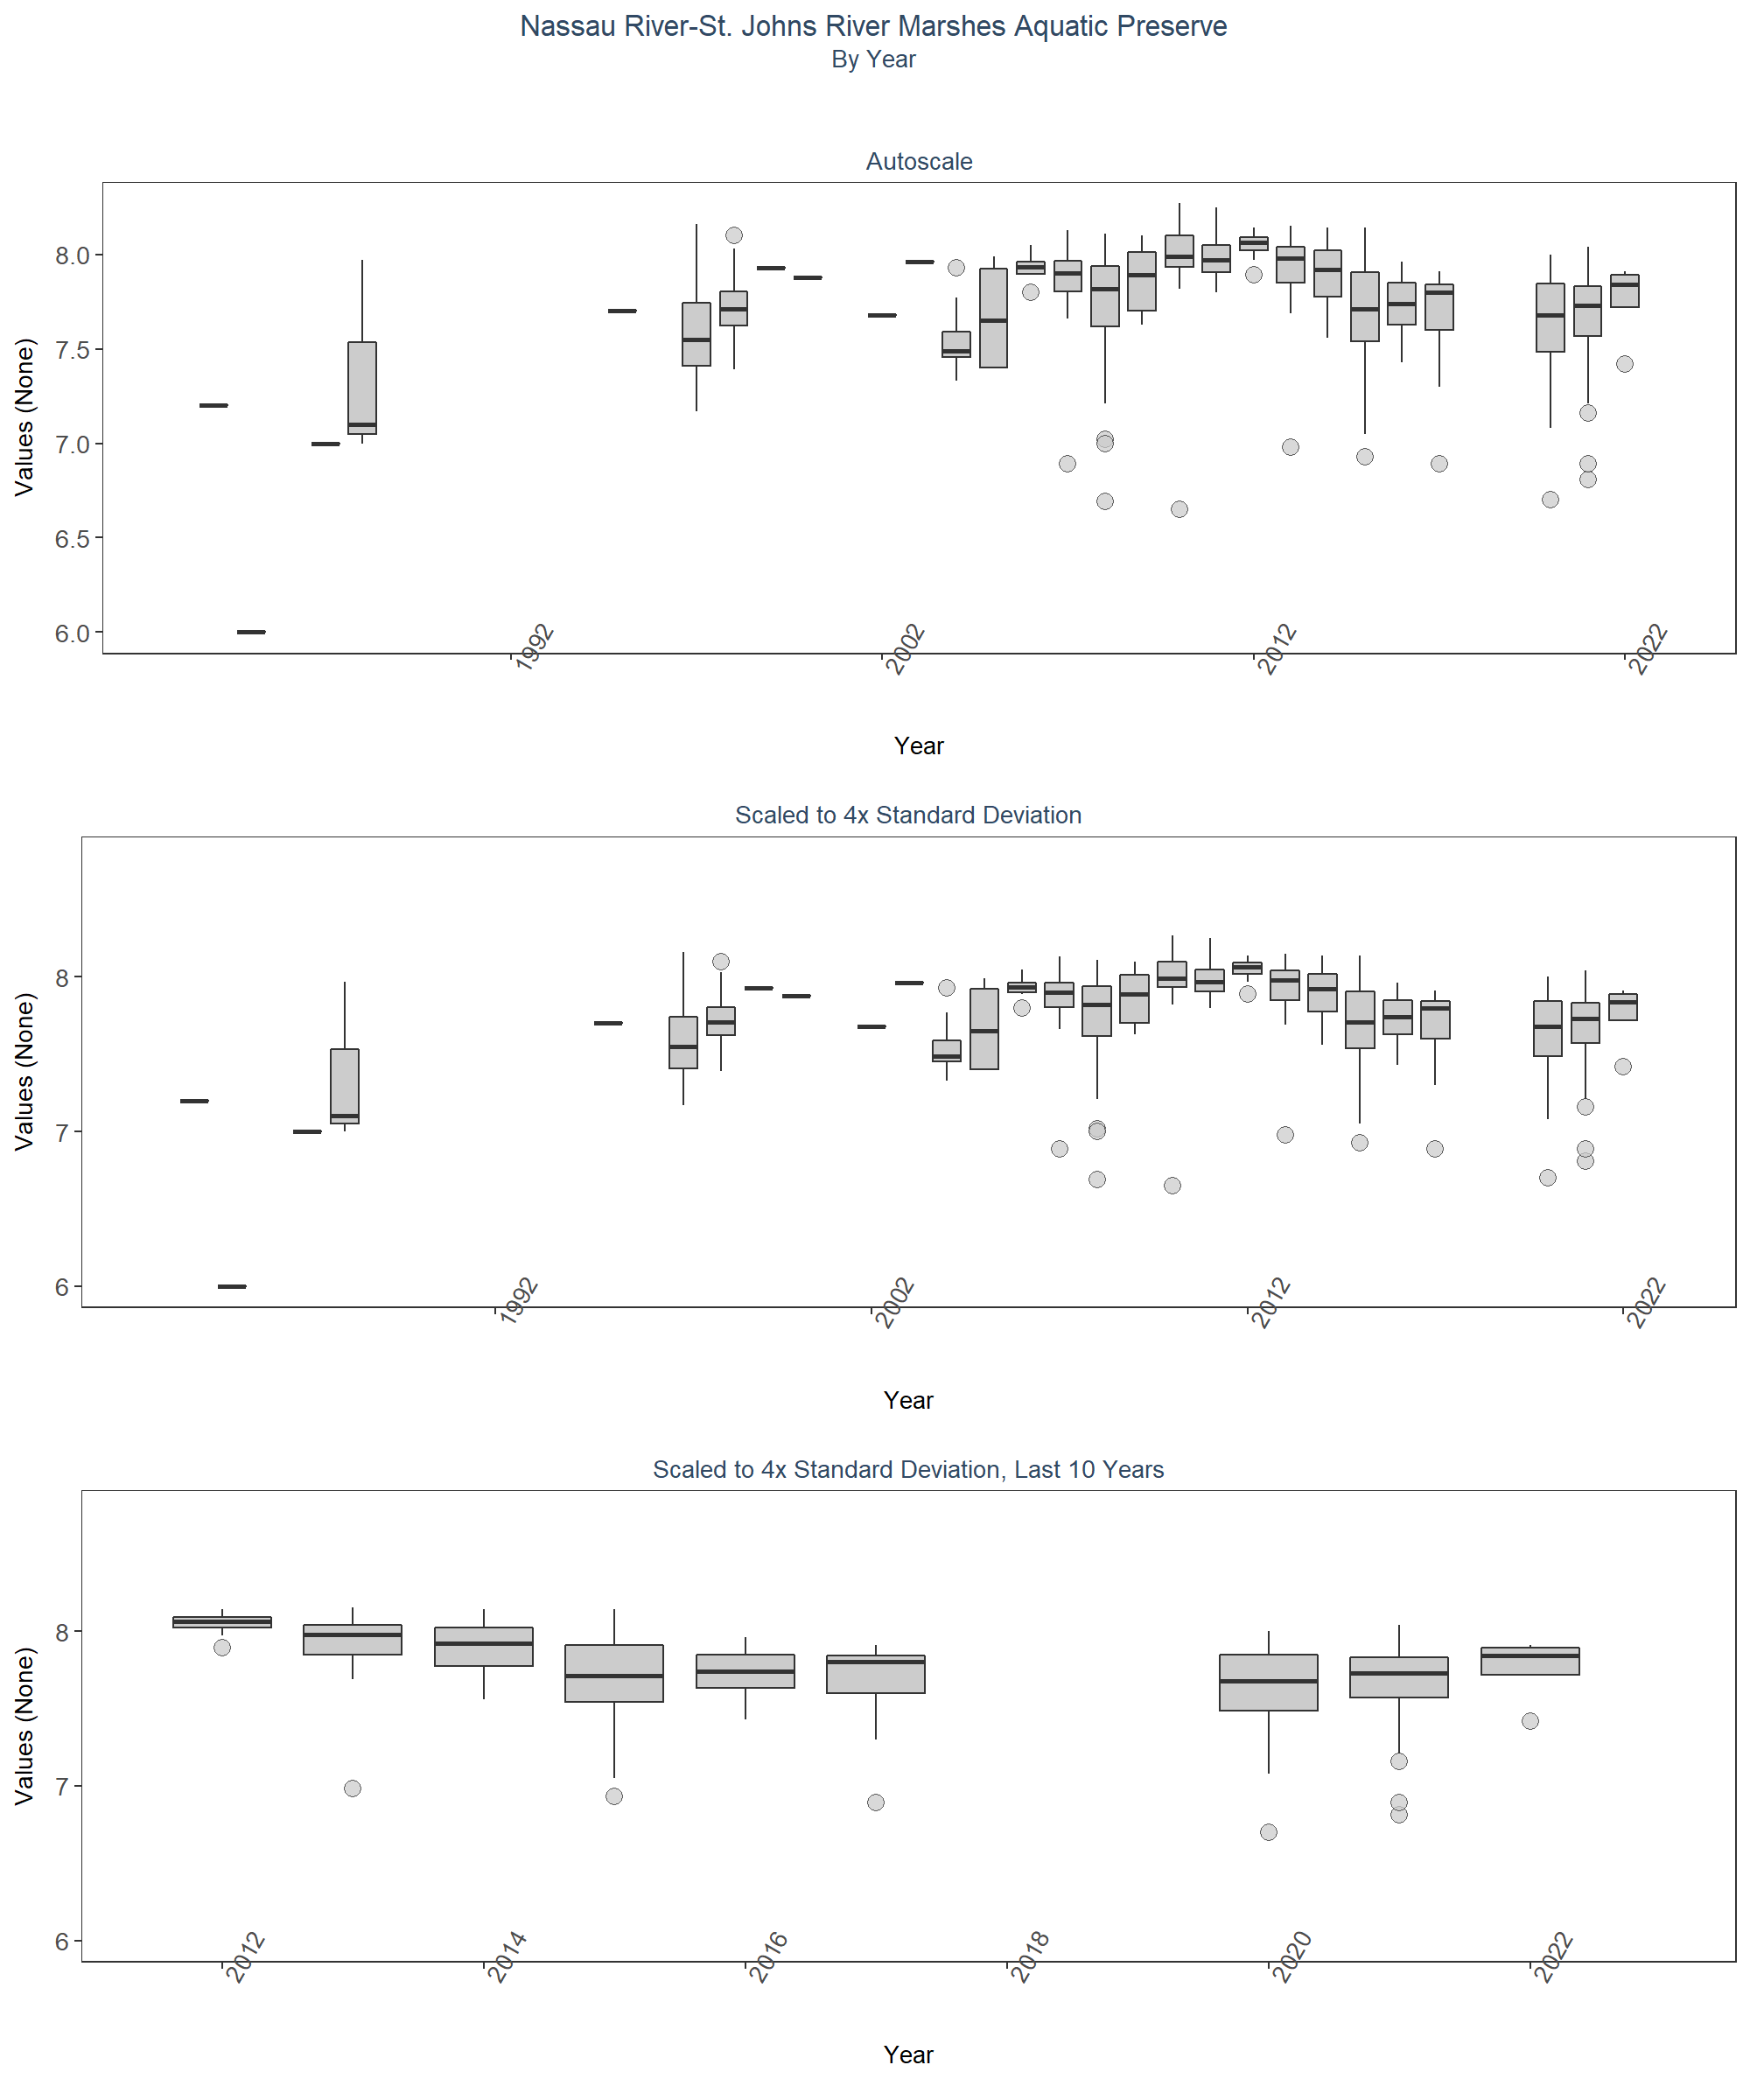 Nassau River-St. Johns River Marshes Aquatic Preserve
By Year
Autoscale
Values (None)
8.0
7.5
7.0
6.5
6.0
1992
2002
2012
2022
Year
Scaled to 4x Standard Deviation
Values (None)
8
7
6
1992
2002
2012
2022
Year
Scaled to 4x Standard Deviation, Last 10 Years
Values (None)
8
7
6
2012
2014
2016
2018
2020
2022
Year